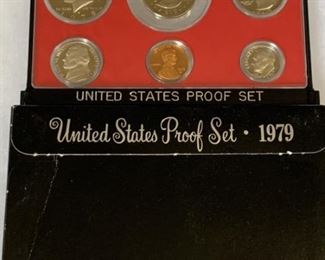 UNITED STATES PROOF SET
United States Proof Set • 1979